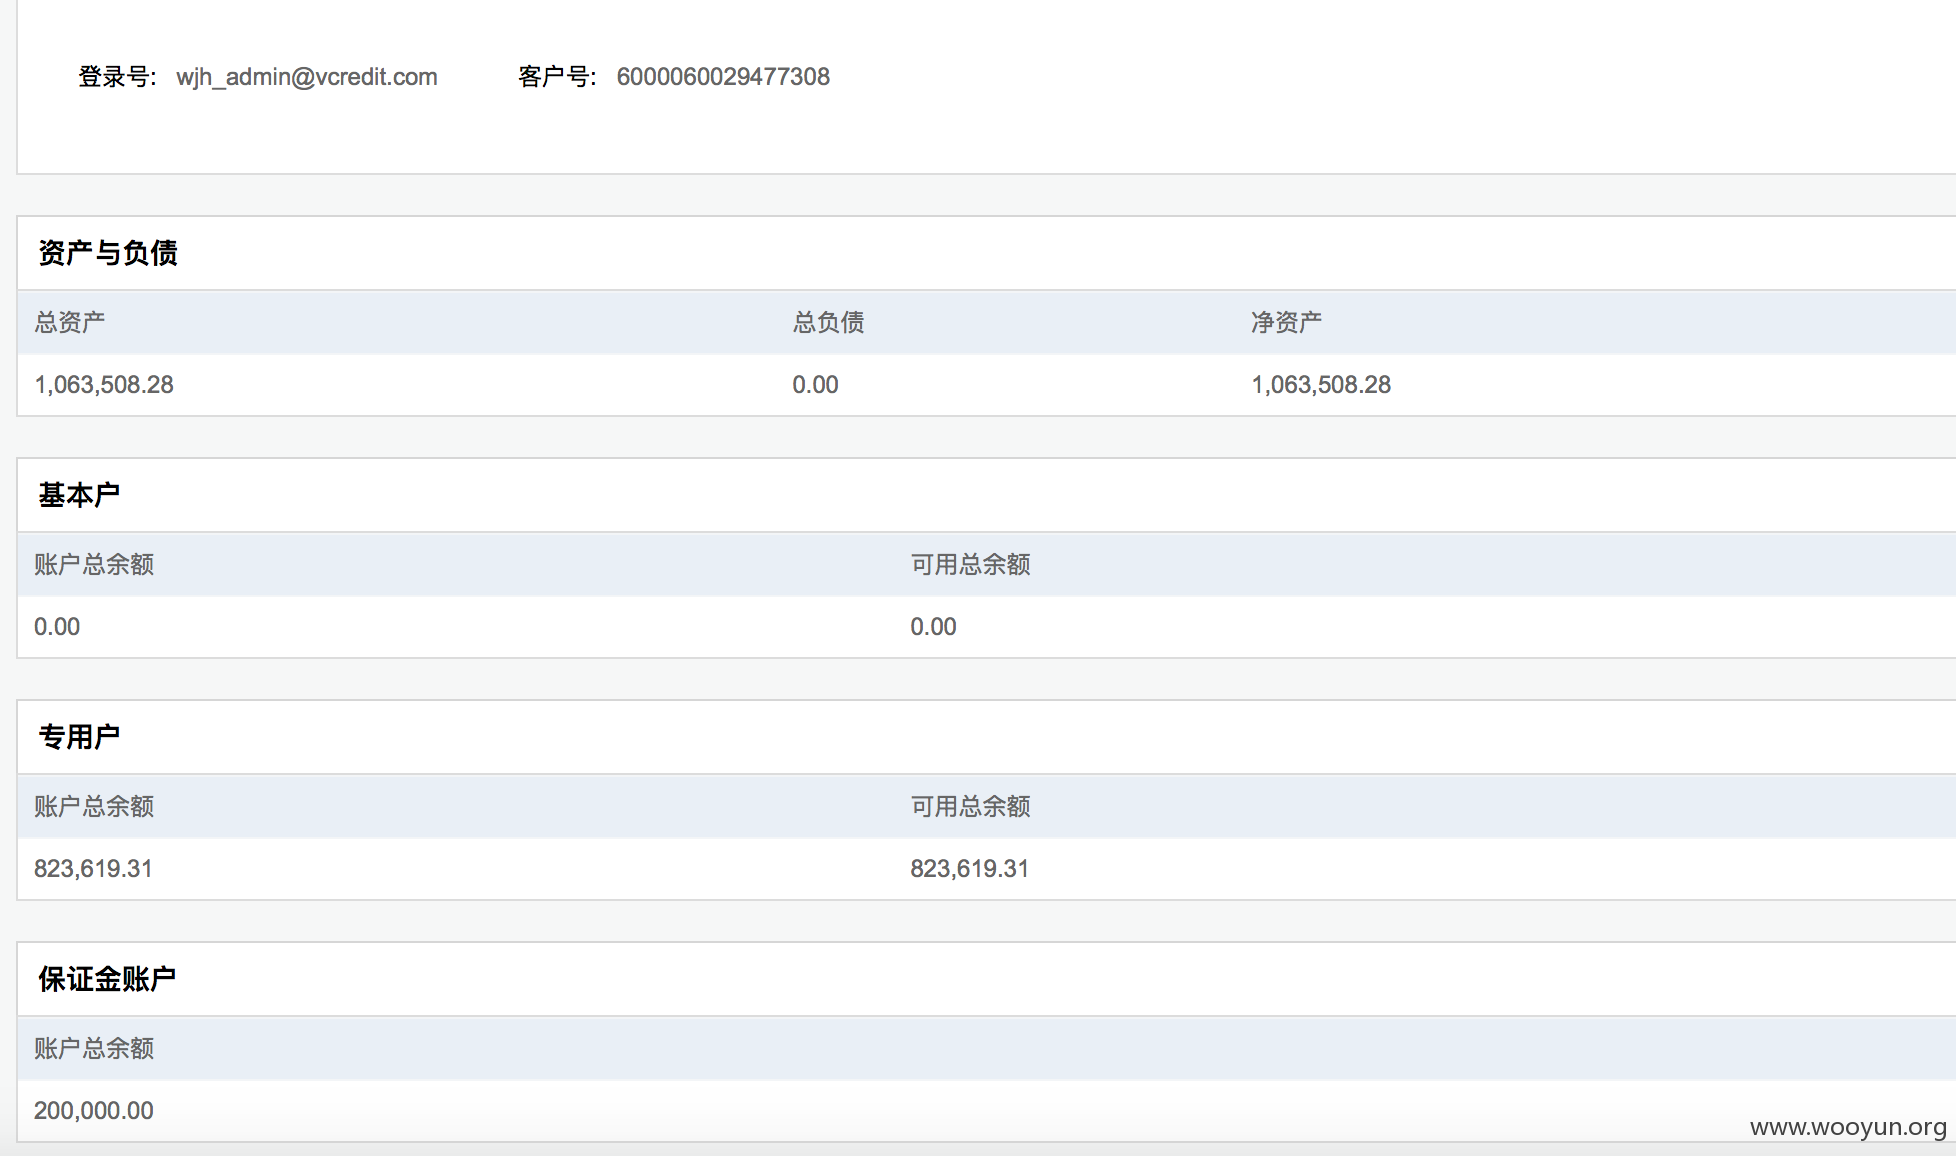 登录号: wjh_admin@vcredit.com 客户号: 6000060029477308
资产与负债
总资产 总负债 净资产
1,063,508.28 0.00 1,063,508.28
基本户
账户总余额 可用总余额
0.00 0.00
专用户
账户总余额 可用总余额
823,619.31 823,619.31
保证金账户
账户总余额
200,000.00
www.wooyun.org